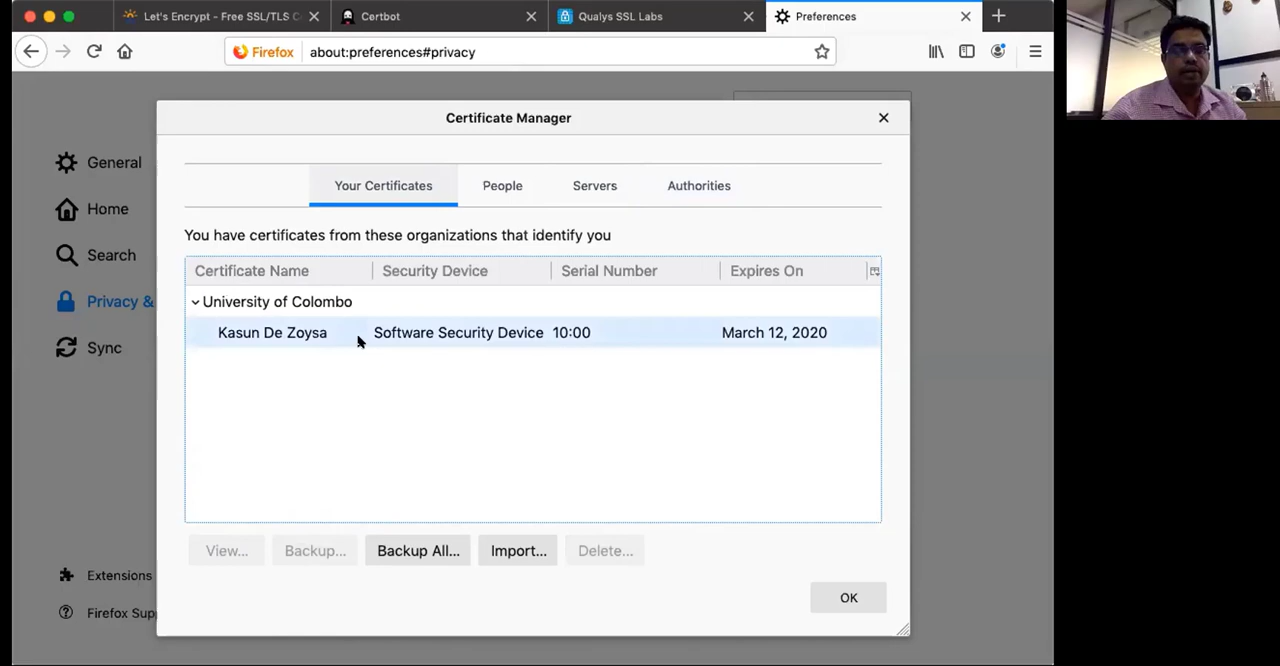 Let's Encrypt - Free SSL/TLS C
Certbot
Qualys SSL Labs
Preferences
Firefox
about:preferences#privacy
Certificate Manager
General
Home
Search
Privacy &
Sync
Extensions
Firefox Sup
Your Certificates
People
Servers
Authorities
You have certificates from these organizations that identify you
Certificate Name
Security Device
Serial Number
Expires On
University of Colombo
Kasun De Zoysa
Software Security Device
10:00
March 12, 2020
View...
Backup...
Backup All...
Import...
Delete...
OK